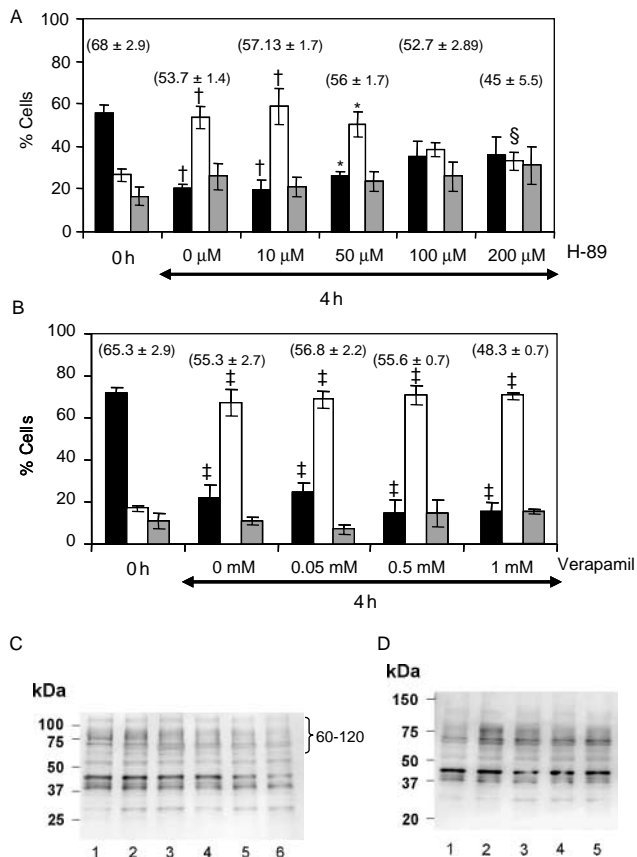 A
100
80
60
40
20
0
% Cells
(68 ± 2.9)
(53.7 ± 1.4)
(57.13 ± 1.7)
(56 ± 1.7)
(52.7 ± 2.89)
(45 ± 5.5)
† † † † * * §
0 h
0 µM
10 µM
50 µM
100 µM
200 µM
H-89
4 h
B
100
80
60
40
20
0
% Cells
(65.3 ± 2.9)
(55.3 ± 2.7)
(56.8 ± 2.2)
(55.6 ± 0.7)
(48.3 ± 0.7)
‡ ‡ ‡ ‡ ‡ ‡ ‡ ‡
0 h
0 mM
0.05 mM
0.5 mM
1 mM
Verapamil
4 h
C
kDa
100
75
50
37
25
60-120
1 2 3 4 5 6
D
kDa
150
75
50
37
20
1 2 3 4 5